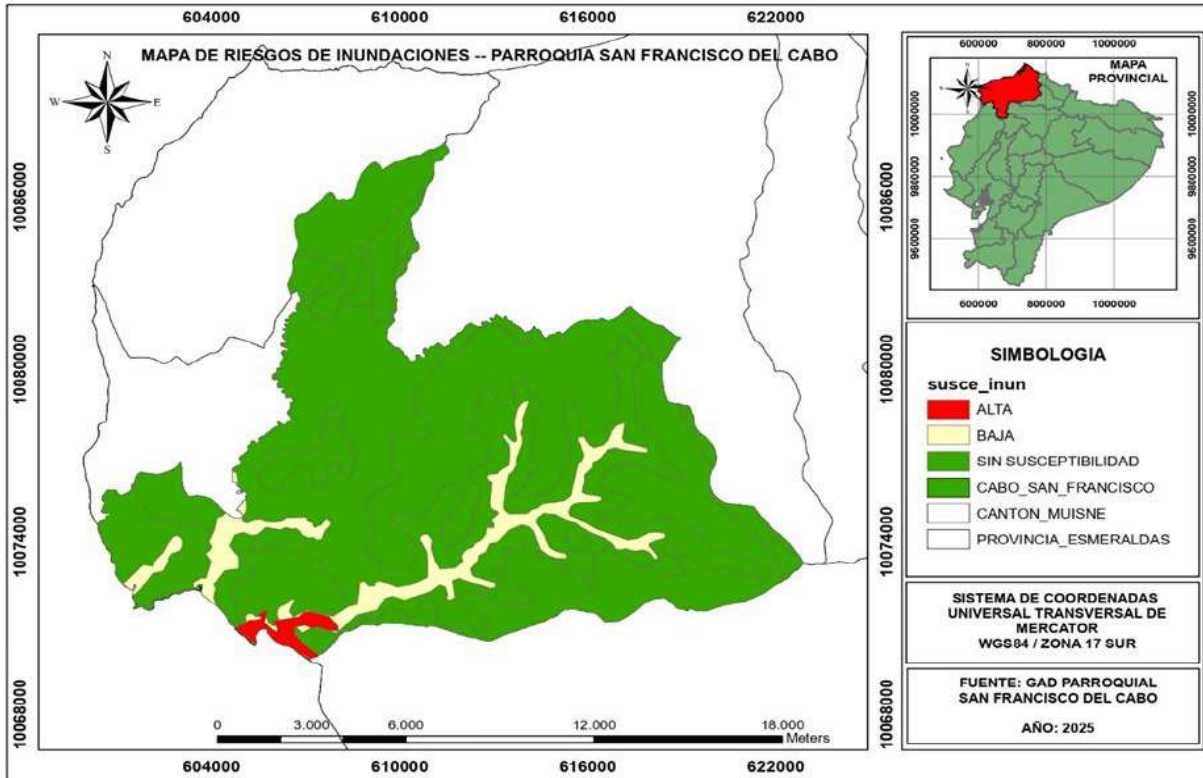 604000 610000 616000 622000
MAPA DE RIESGOS DE INUNDACIONES -- PARROQUIA SAN FRANCISCO DEL CABO
N
W E
S
10086000 10086000
10080000 10080000
10074000 10074000
10068000 10068000
0 3.000 6.000 12.000 18.000
Meters
604000 610000 616000 622000
600000 800000 1000000
MAPA
PROVINCIAL
N
10000000 10000000
9800000 9800000
9600000 9600000
600000 800000 1000000
SIMBOLOGIA
susce_inun
ALTA
BAJA
SIN SUSCEPTIBILIDAD
CABO_SAN_FRANCISCO
CANTON_MUISNE
PROVINCIA_ESMERALDAS
SISTEMA DE COORDENADAS
UNIVERSAL TRANSVERSAL DE
MERCATOR
WGS84 / ZONA 17 SUR
FUENTE: GAD PARROQUIAL
SAN FRANCISCO DEL CABO
AÑO: 2025